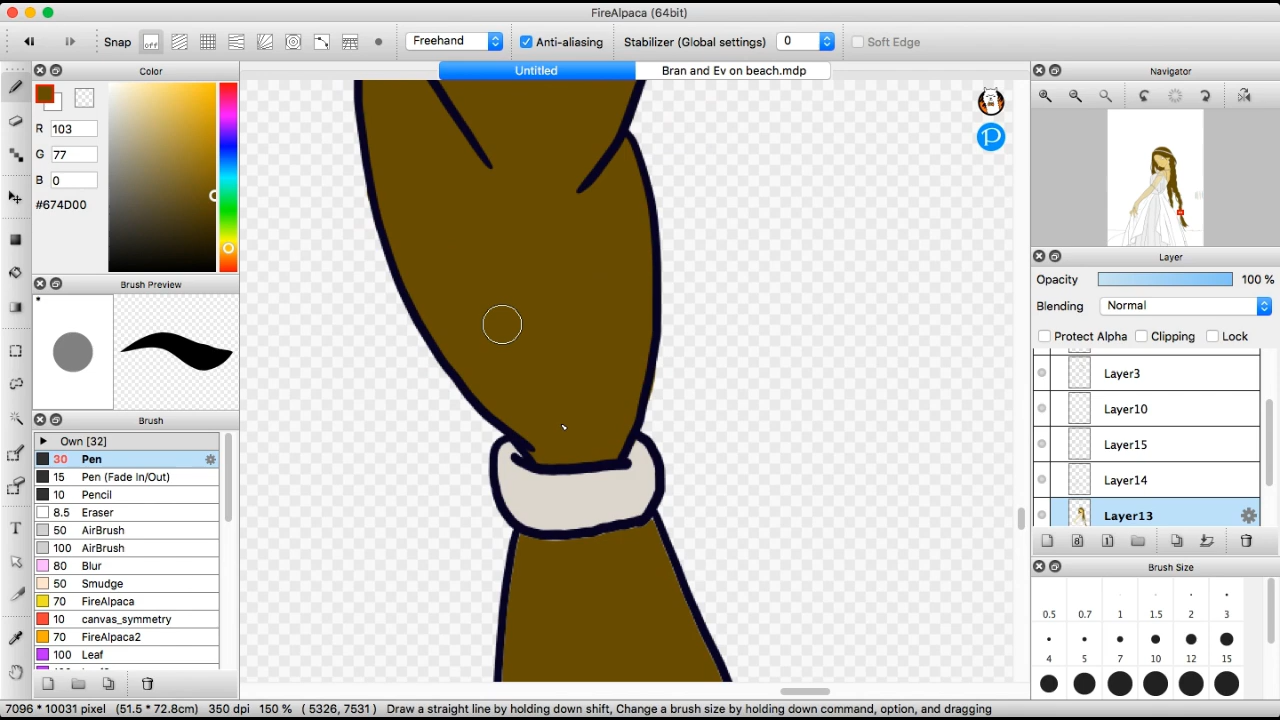 FireAlpaca (64bit)
Snap off Freehand Anti-aliasing Stabilizer (Global settings) 0 Soft Edge
Color
Untitled
Bran and Ev on beach.mdp
Navigator
R 103
G 77
B 0
#674D00
Brush Preview
Layer
Opacity 100 %
Blending Normal
Protect Alpha Clipping Lock
Layer3
Layer10
Layer15
Layer14
Layer13
Brush
Own [32]
30 Pen
15 Pen (Fade In/Out)
10 Pencil
8.5 Eraser
50 AirBrush
100 AirBrush
80 Blur
50 Smudge
70 FireAlpaca
10 canvas_symmetry
70 FireAlpaca2
100 Leaf
Brush Size
0.5 0.7 1 1.5 2 3
4 5 7 10 12 15
7096 * 10031 pixel (51.5 * 72.8cm) 350 dpi 150 % ( 5326, 7531 ) Draw a straight line by holding down shift, Change a brush size by holding down command, option, and dragging